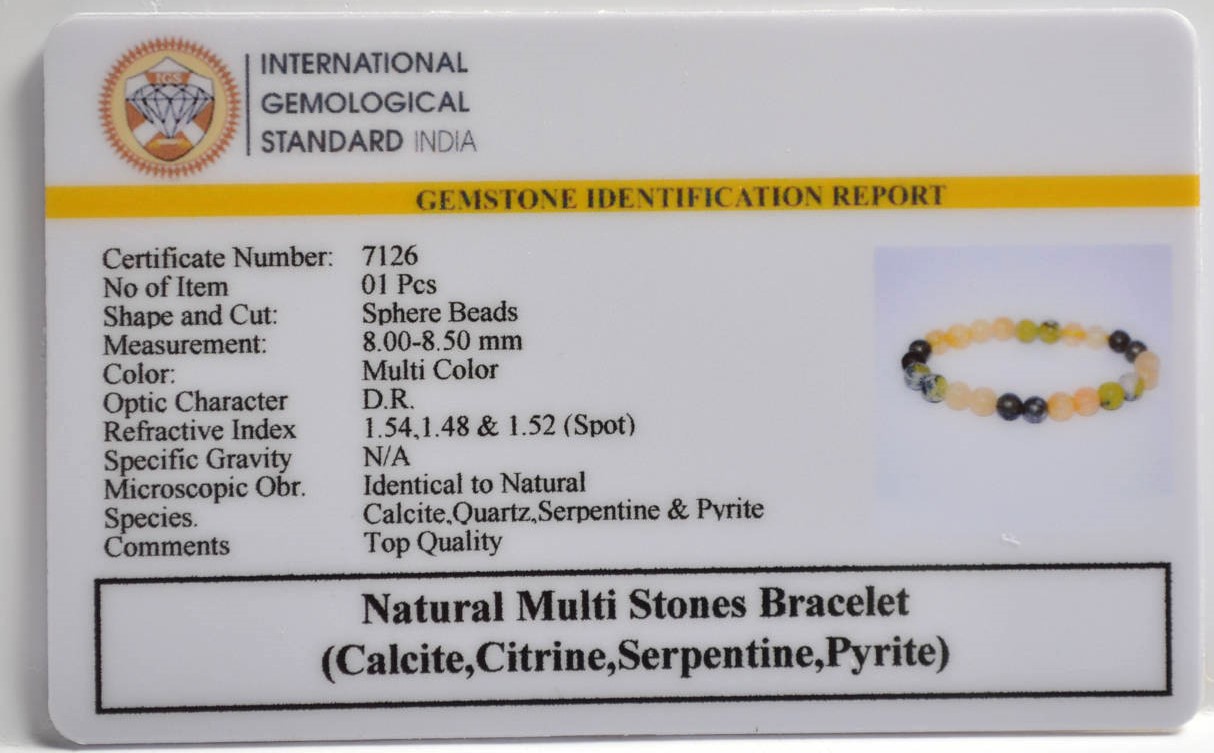 IGS
INTERNATIONAL
GEMOLOGICAL
STANDARD INDIA
GEMSTONE IDENTIFICATION REPORT
Certificate Number: 7126
No of Item 01 Pcs
Shape and Cut: Sphere Beads
Measurement: 8.00-8.50 mm
Color: Multi Color
Optic Character D.R.
Refractive Index 1.54,1.48 & 1.52 (Spot)
Specific Gravity N/A
Microscopic Obr. Identical to Natural
Species. Calcite,Quartz,Serpentine & Pyrite
Comments Top Quality
Natural Multi Stones Bracelet
(Calcite,Citrine,Serpentine,Pyrite)